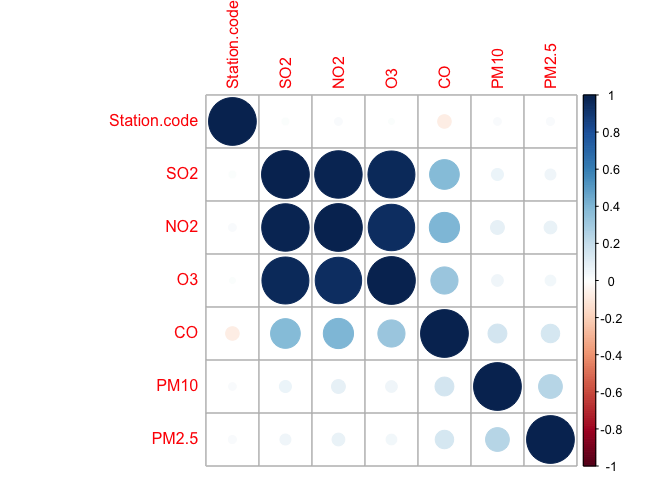 Station.code
SO2
NO2
O3
CO
PM10
PM2.5
Station.code
SO2
NO2
O3
CO
PM10
PM2.5
1
0.8
0.6
0.4
0.2
0
-0.2
-0.4
-0.6
-0.8
-1